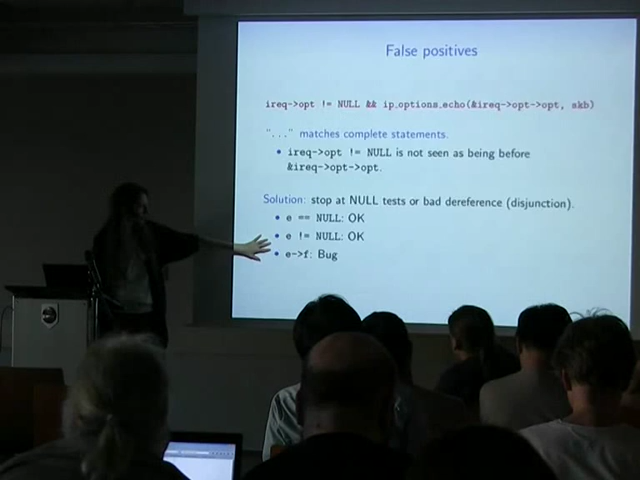 False positives
ireq->opt != NULL && ip_options_echo(&ireq->opt->opt, skb)
"..." matches complete statements.
• ireq->opt != NULL is not seen as being before
&ireq->opt->opt.
Solution: stop at NULL tests or bad dereference (disjunction).
• e == NULL: OK
• e != NULL: OK
• e->f: Bug